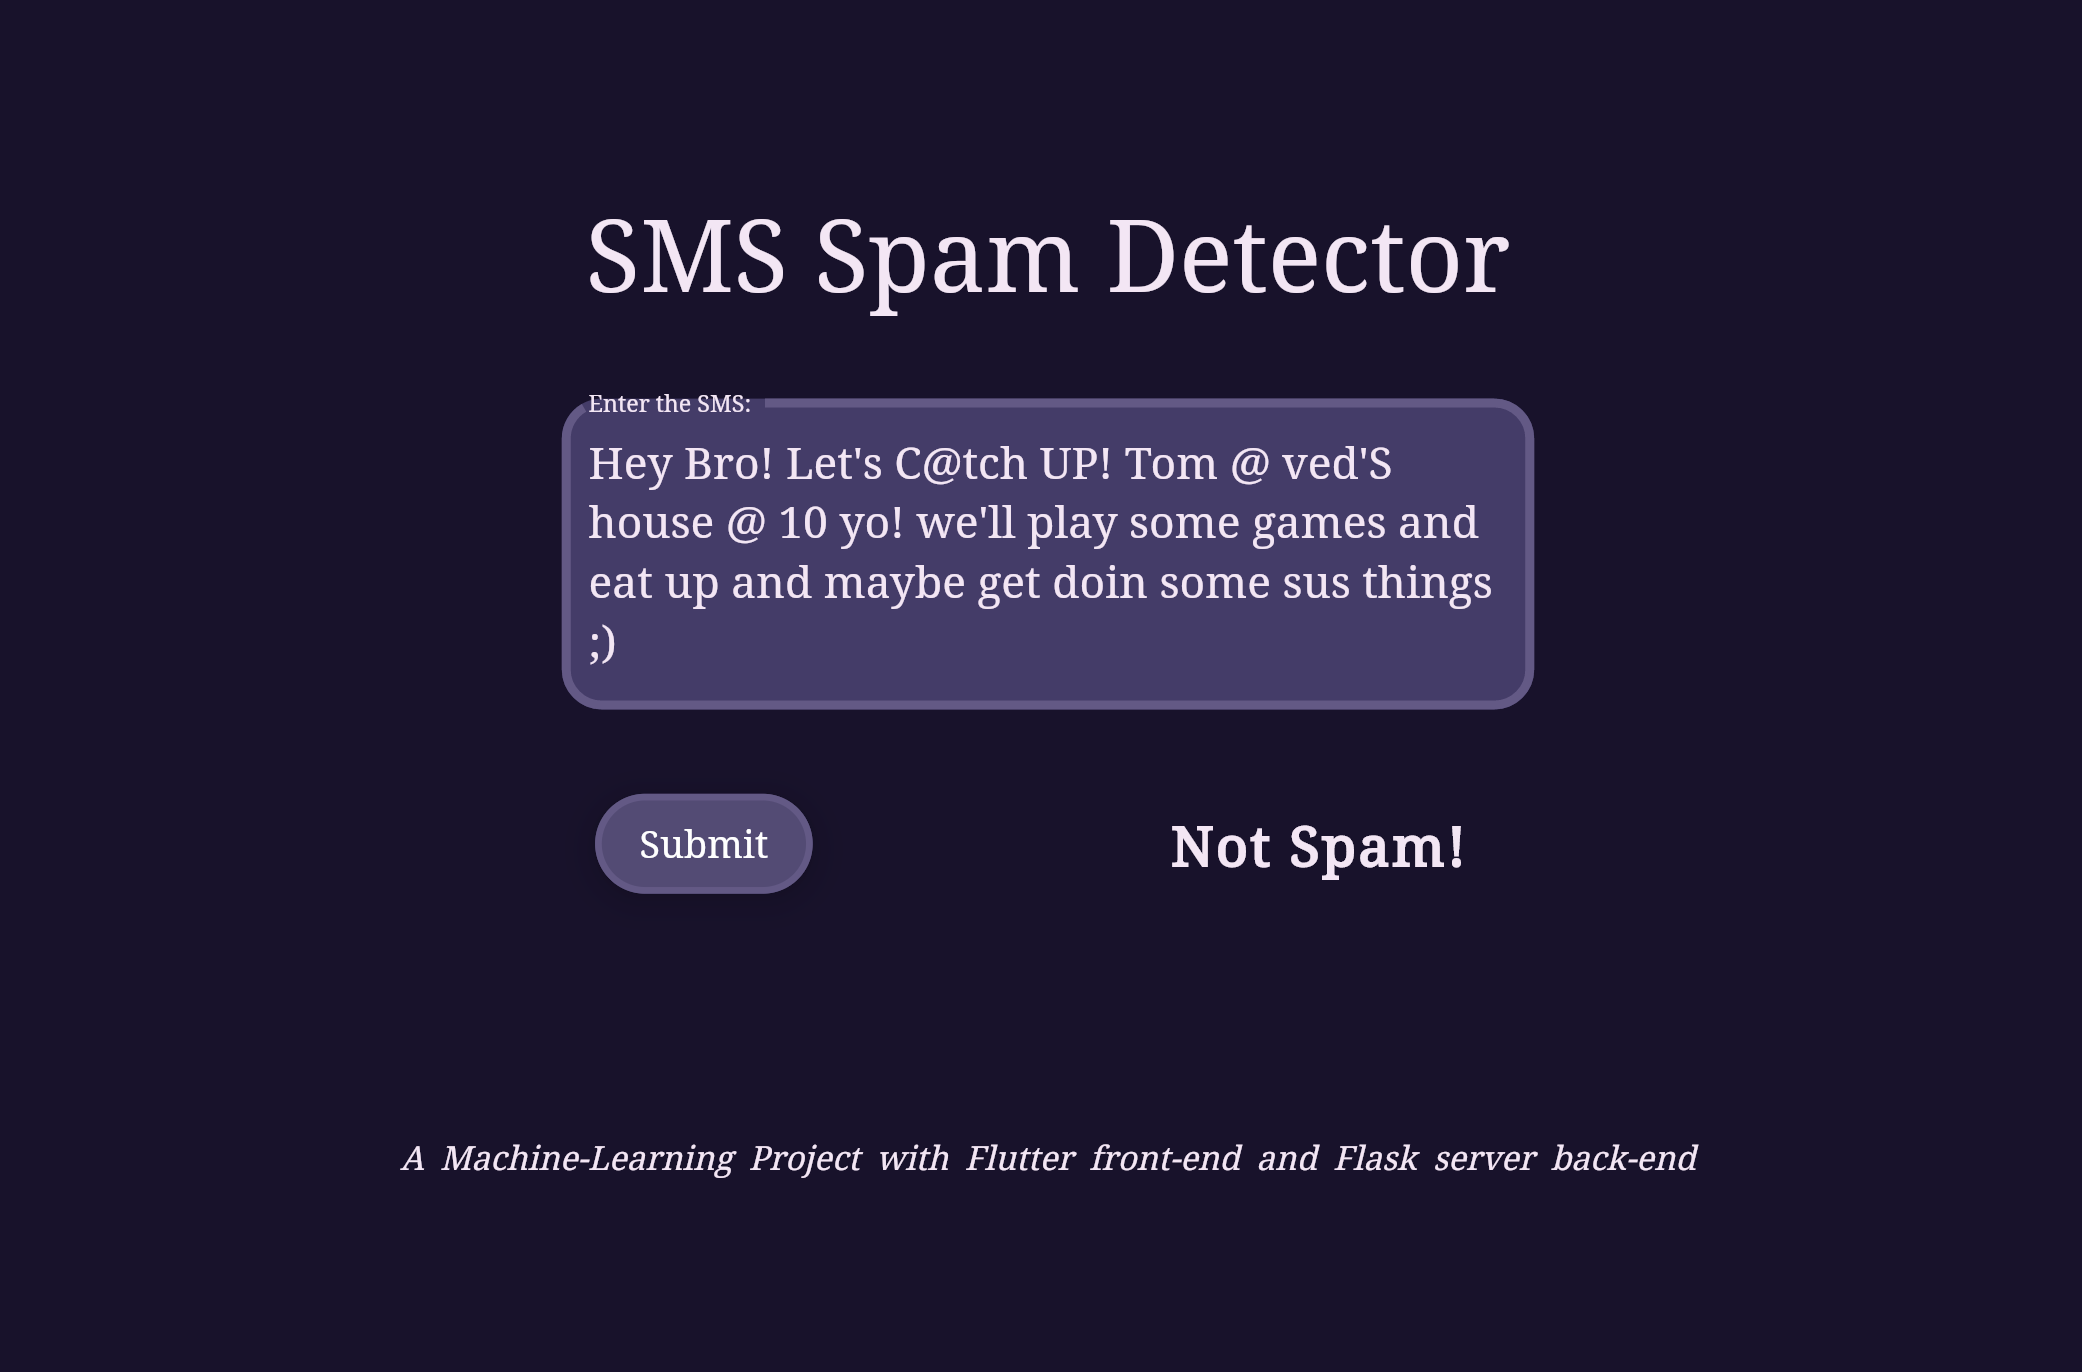 SMS Spam Detector
Enter the SMS:
Hey Bro! Let's C@tch UP! Tom @ ved'S
house @ 10 yo! we'll play some games and
eat up and maybe get doin some sus things
;)
Submit
Not Spam!
A Machine-Learning Project with Flutter front-end and Flask server back-end